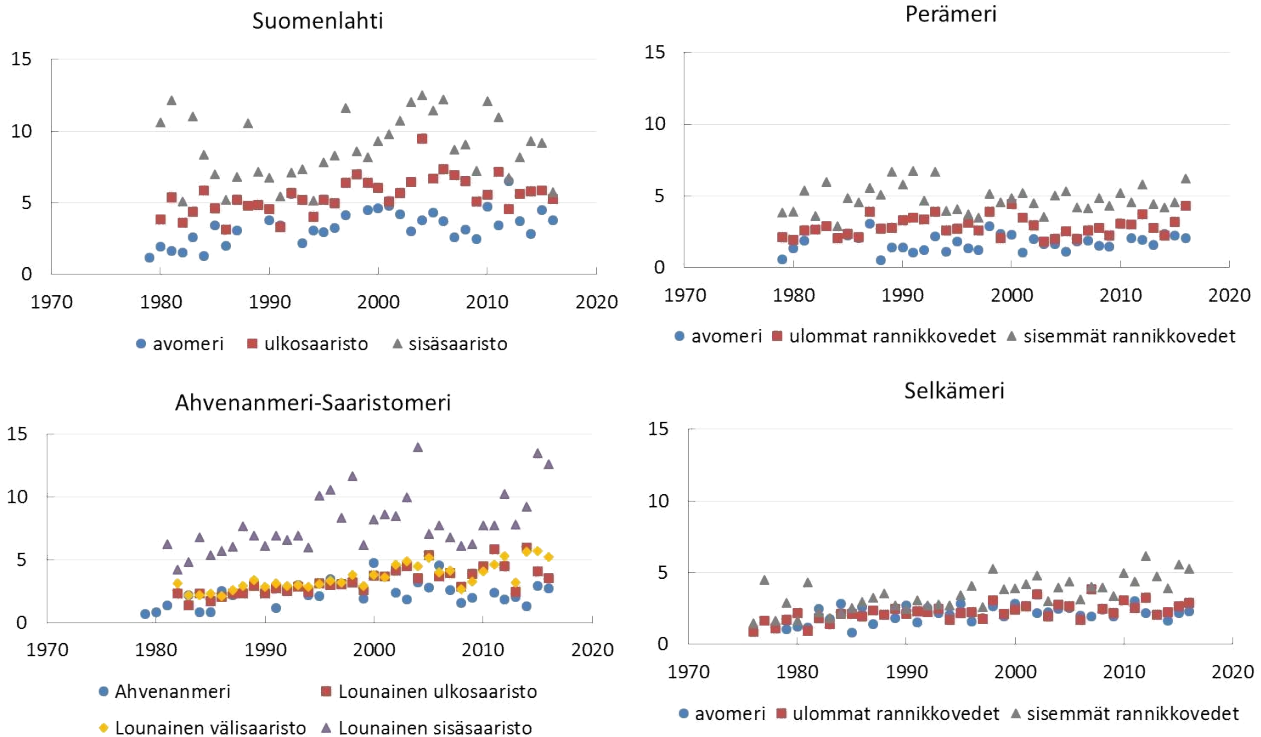 Suomenlahti
15
10
5
0
1970 1980 1990 2000 2010 2020
avomeri ulkosaaristo sisäsaaristo
Perämeri
15
10
5
0
1970 1980 1990 2000 2010 2020
avomeri ulommat rannikkovedet sisemmät rannikkovedet
Ahvenanmeri-Saaristomeri
15
10
5
0
1970 1980 1990 2000 2010 2020
Ahvenanmeri Lounainen ulkosaaristo
Lounainen välisaaristo Lounainen sisäsaaristo
Selkämeri
15
10
5
0
1970 1980 1990 2000 2010 2020
avomeri ulommat rannikkovedet sisemmät rannikkovedet